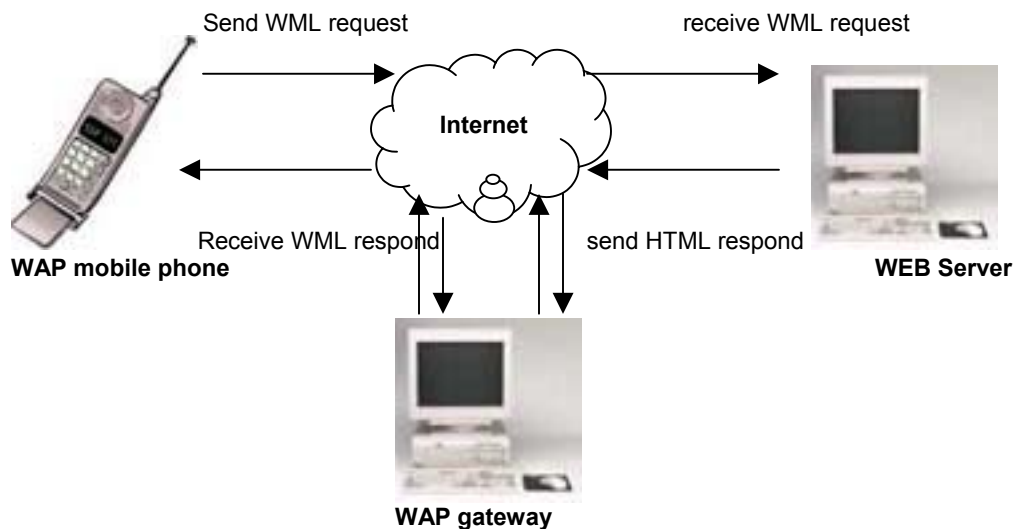 Send WML request
receive WML request
Internet
Receive WML respond
send HTML respond
WAP mobile phone
WEB Server
WAP gateway